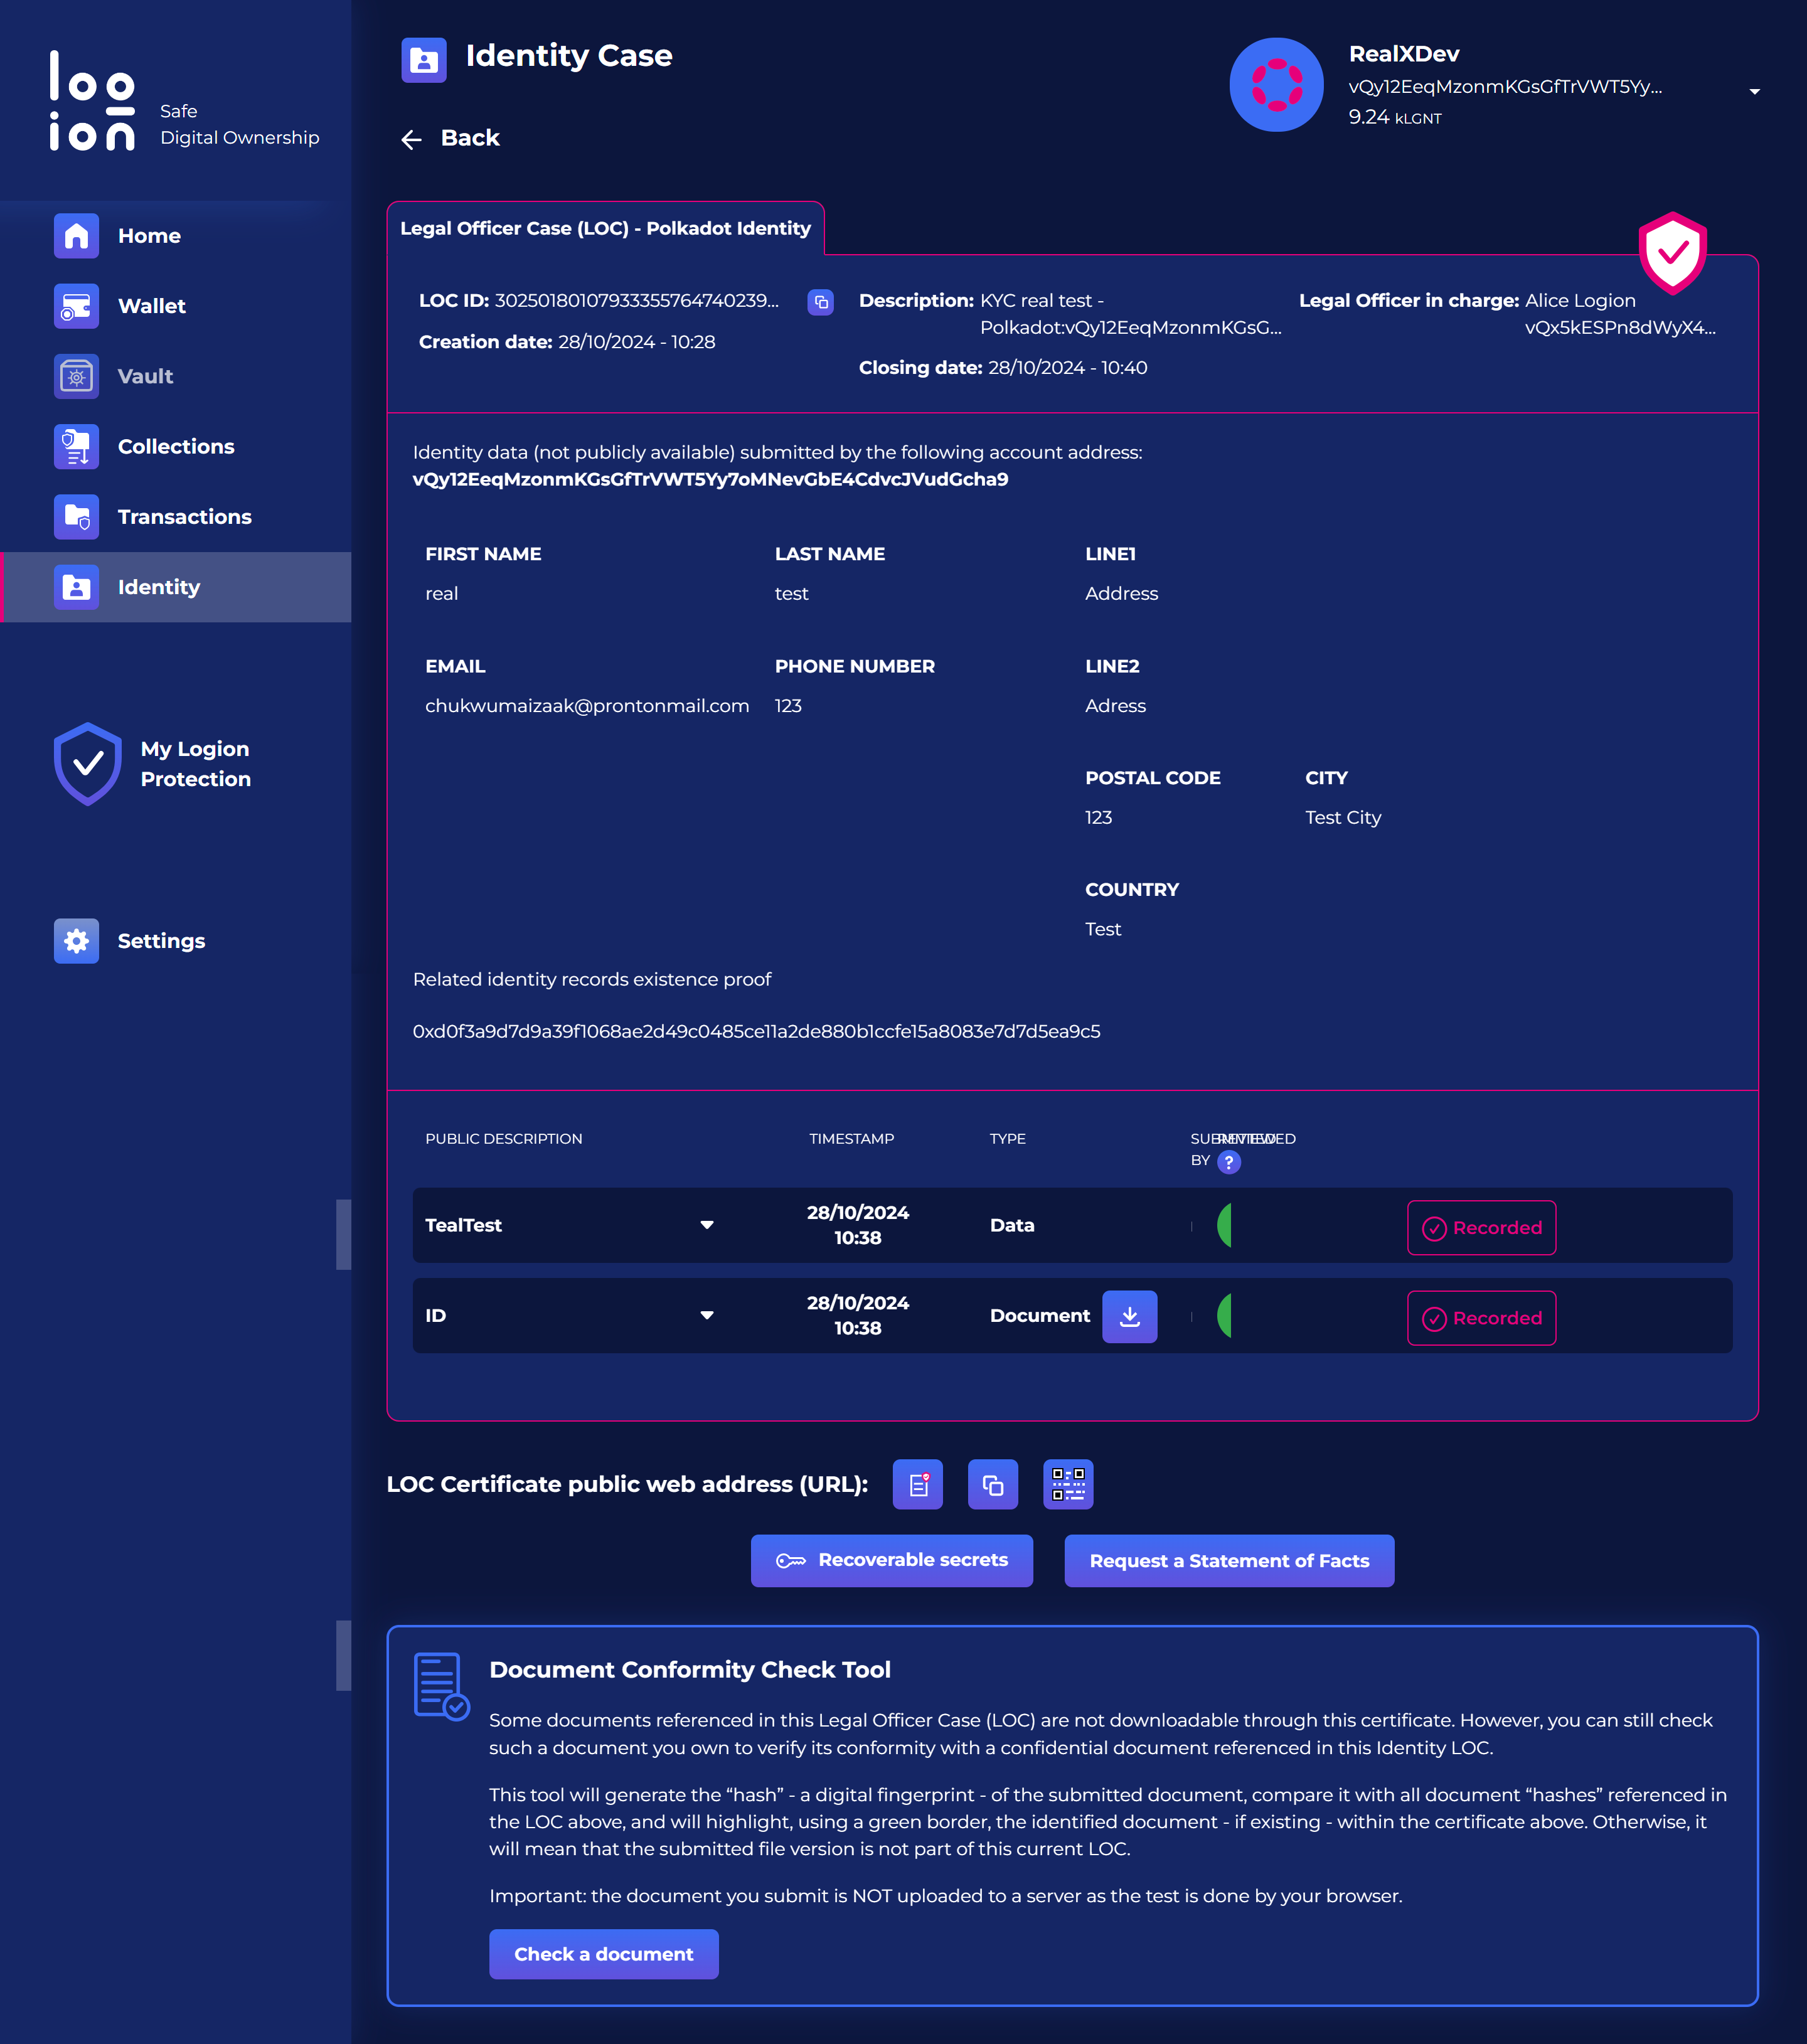 logion
Safe
Digital Ownership
Home
Wallet
Vault
Collections
Transactions
Identity
My Logion
Protection
Settings
Identity Case
Back
RealXDev
vQy12EeqMzonmKGsGfTrVWT5Yy...
9.24 kLGNT
Legal Officer Case (LOC) - Polkadot Identity
LOC ID: 30250180107933355764740239...
Creation date: 28/10/2024 - 10:28
Description: KYC real test -
Polkadot:vQy12EeqMzonmKGsG...
Closing date: 28/10/2024 - 10:40
Legal Officer in charge: Alice Logion
vQx5kESPn8dWyX4...
Identity data (not publicly available) submitted by the following account address:
vQy12EeqMzonmKGsGfTrVWT5Yy7oMNevGbE4CdvcJVudGcha9
FIRST NAME
real
LAST NAME
test
LINE1
Address
EMAIL
chukwumaizaak@prontonmail.com
PHONE NUMBER
123
LINE2
Adress
POSTAL CODE
123
CITY
Test City
COUNTRY
Test
Related identity records existence proof
0xd0f3a9d7d9a39f1068ae2d49c0485ce11a2de880b1ccfe15a8083e7d7d5ea9c5
PUBLIC DESCRIPTION
TIMESTAMP
TYPE
SUBMITTED
BY
REVIEWED
?
TealTest
28/10/2024
10:38
Data
Recorded
ID
28/10/2024
10:38
Document
Recorded
LOC Certificate public web address (URL):
Recoverable secrets
Request a Statement of Facts
Document Conformity Check Tool
Some documents referenced in this Legal Officer Case (LOC) are not downloadable through this certificate. However, you can still check
such a document you own to verify its conformity with a confidential document referenced in this Identity LOC.
This tool will generate the “hash” - a digital fingerprint - of the submitted document, compare it with all document “hashes” referenced in
the LOC above, and will highlight, using a green border, the identified document - if existing - within the certificate above. Otherwise, it
will mean that the submitted file version is not part of this current LOC.
Important: the document you submit is NOT uploaded to a server as the test is done by your browser.
Check a document